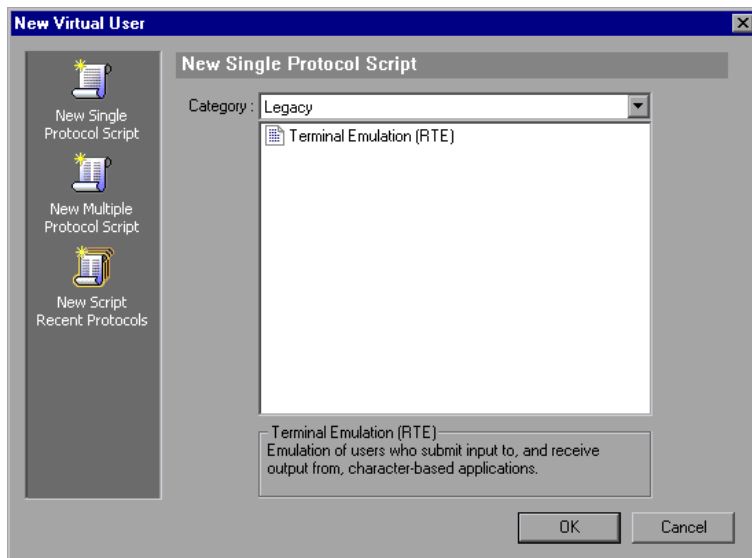 New Virtual User
New Single
Protocol Script
New Multiple
Protocol Script
New Script
Recent Protocols
New Single Protocol Script
Category : Legacy
Terminal Emulation (RTE)
Terminal Emulation (RTE)
Emulation of users who submit input to, and receive
output from, character-based applications.
OK Cancel